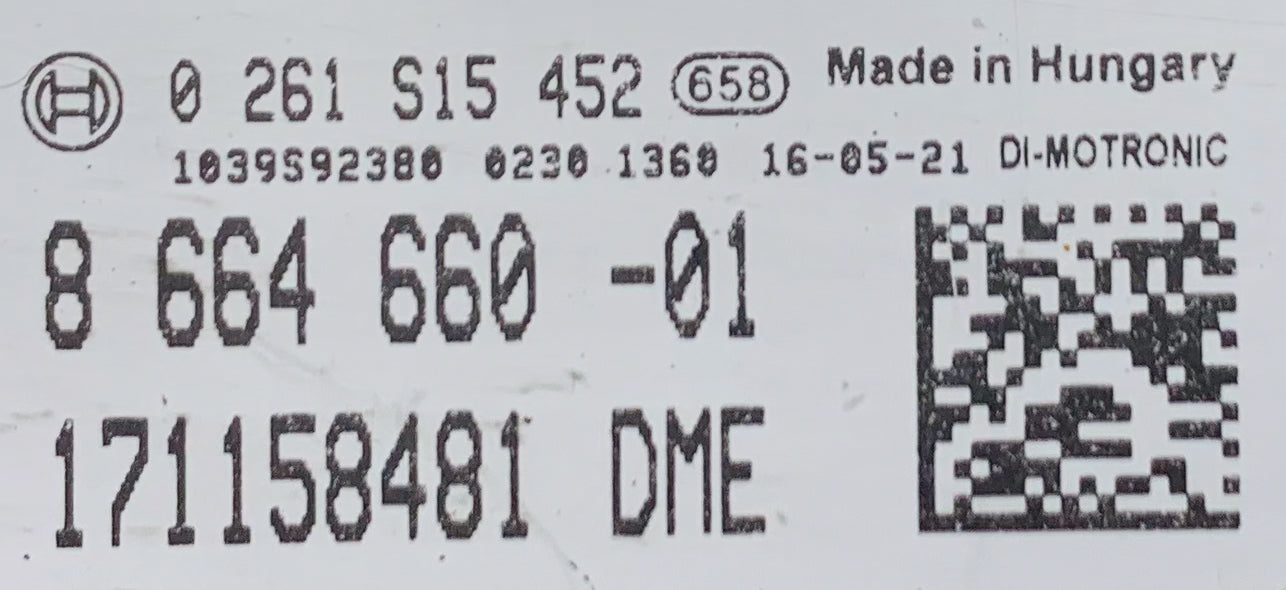 0 261 S15 452 658 Made in Hungary
1039S92380 0230 1360 16-05-21 DI-MOTRONIC
8 664 660 -01
171158481 DME